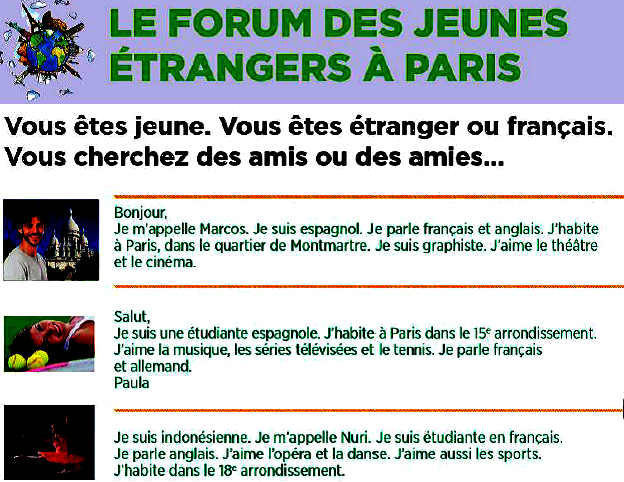 LE FORUM DES JEUNES
ÉTRANGERS À PARIS
Vous êtes jeune. Vous êtes étranger ou français.
Vous cherchez des amis ou des amies...
Bonjour,
Je m'appelle Marcos. Je suis espagnol. Je parle français et anglais. J'habite
à Paris, dans le quartier de Montmartre. Je suis graphiste. J'aime le théâtre
et le cinéma.
Salut,
Je suis une étudiante espagnole. J'habite à Paris dans le 15e arrondissement.
J'aime la musique, les séries télévisées et le tennis. Je parle français
et allemand.
Paula
Je suis indonésienne. Je m'appelle Nuri. Je suis étudiante en français.
Je parle anglais. J'aime l'opéra et la danse. J'aime aussi les sports.
J'habite dans le 18e arrondissement.